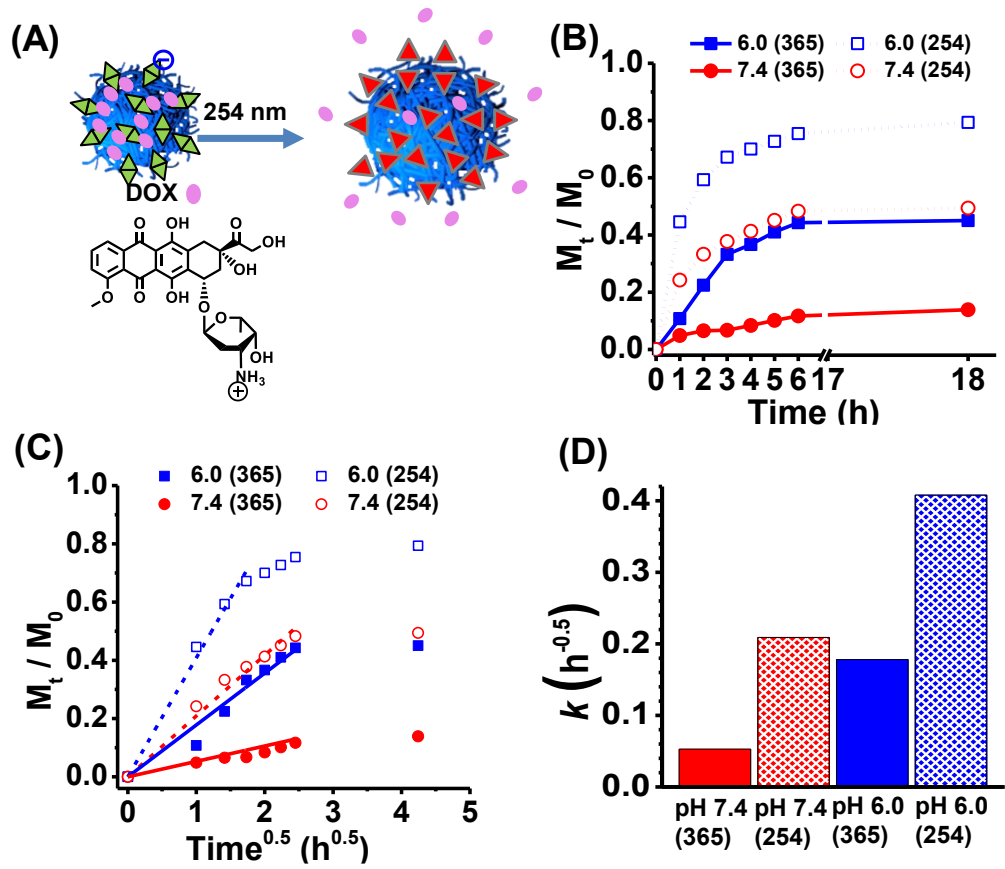 (A)
254 nm
DOX
O
OH
O
OH
OH
O
O
OH
O
O
OH
NH3
+
(B)
6.0 (365)
6.0 (254)
7.4 (365)
7.4 (254)
1.0
0.8
0.6
0.4
0.2
0.0
Mt / M0
0 1 2 3 4 5 6 17 18
Time (h)
(C)
6.0 (365)
6.0 (254)
7.4 (365)
7.4 (254)
1.0
0.8
0.6
0.4
0.2
0.0
Mt / M0
0 1 2 3 4 5
Time^0.5 (h^0.5)
(D)
0.4
0.3
0.2
0.1
0.0
k (h^-0.5)
pH 7.4 pH 7.4 pH 6.0 pH 6.0
(365) (254) (365) (254)